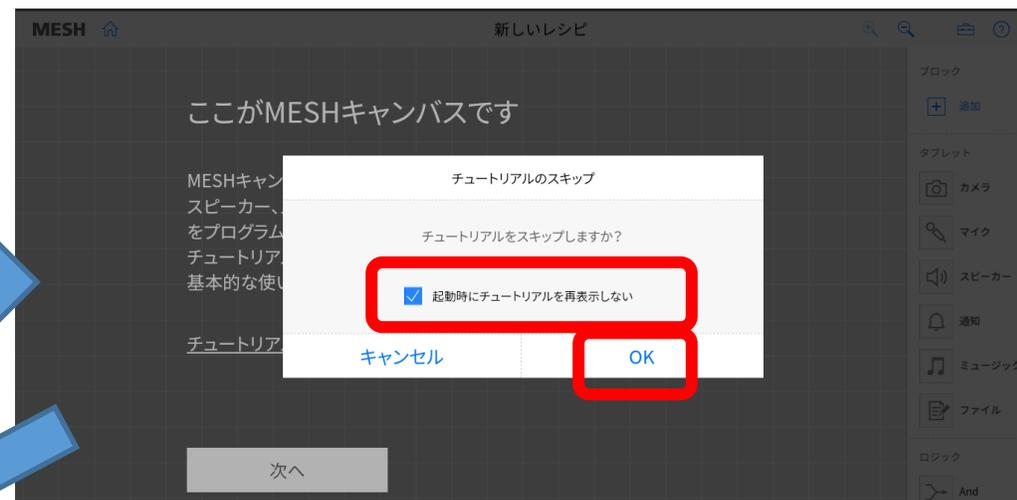 MESH
新しいレシピ
ここがMESHキャンバスです
MESHキャン
スピーカー、
をプログラム
チュートリア
基本的な使い
チュートリア
チュートリアルのスキップ
チュートリアルをスキップしますか?
起動時にチュートリアルを再表示しない
キャンセル
OK
次へ
ブロック
追加
タブレット
カメラ
マイク
スピーカー
通知
ミュージック
ファイル
ロジック
And